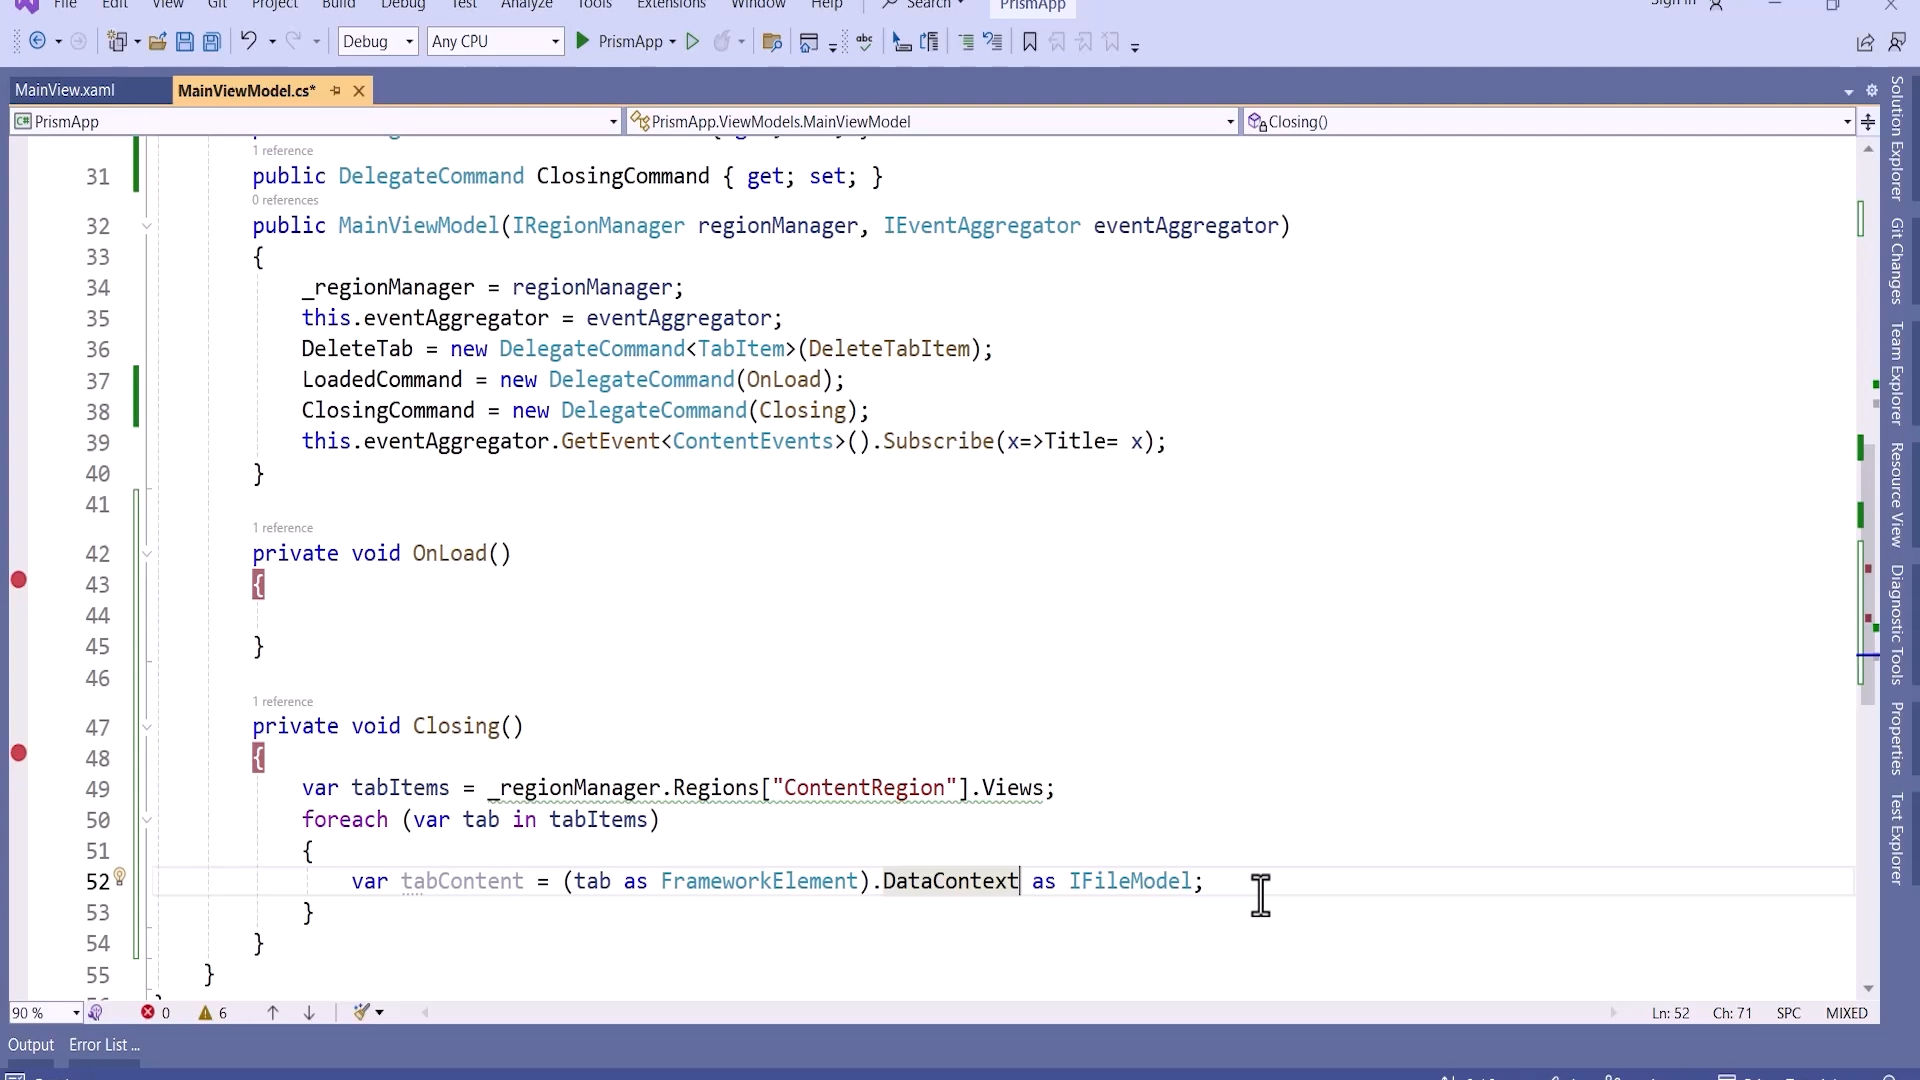 File Edit View Git Project Build Debug Test Analyze Tools Extensions Window Help Search PrismApp Sign in
Debug Any CPU PrismApp
MainView.xaml MainViewModel.cs*
PrismApp PrismApp.ViewModels.MainViewModel Closing()
1 reference
31 public DelegateCommand ClosingCommand { get; set; }
0 references
32 public MainViewModel(IRegionManager regionManager, IEventAggregator eventAggregator)
33 {
34 _regionManager = regionManager;
35 this.eventAggregator = eventAggregator;
36 DeleteTab = new DelegateCommand<TabItem>(DeleteTabItem);
37 LoadedCommand = new DelegateCommand(OnLoad);
38 ClosingCommand = new DelegateCommand(Closing);
39 this.eventAggregator.GetEvent<ContentEvents>().Subscribe(x=>Title= x);
40 }
41
1 reference
42 private void OnLoad()
43 {
44
45 }
46
1 reference
47 private void Closing()
48 {
49 var tabItems = _regionManager.Regions["ContentRegion"].Views;
50 foreach (var tab in tabItems)
51 {
52 var tabContent = (tab as FrameworkElement).DataContext as IFileModel;
53 }
54 }
55 }
90 % 0 6 Ln: 52 Ch: 71 SPC MIXED
Output Error List ...
Solution Explorer
Git Changes
Team Explorer
Resource View
Diagnostic Tools
Properties
Test Explorer